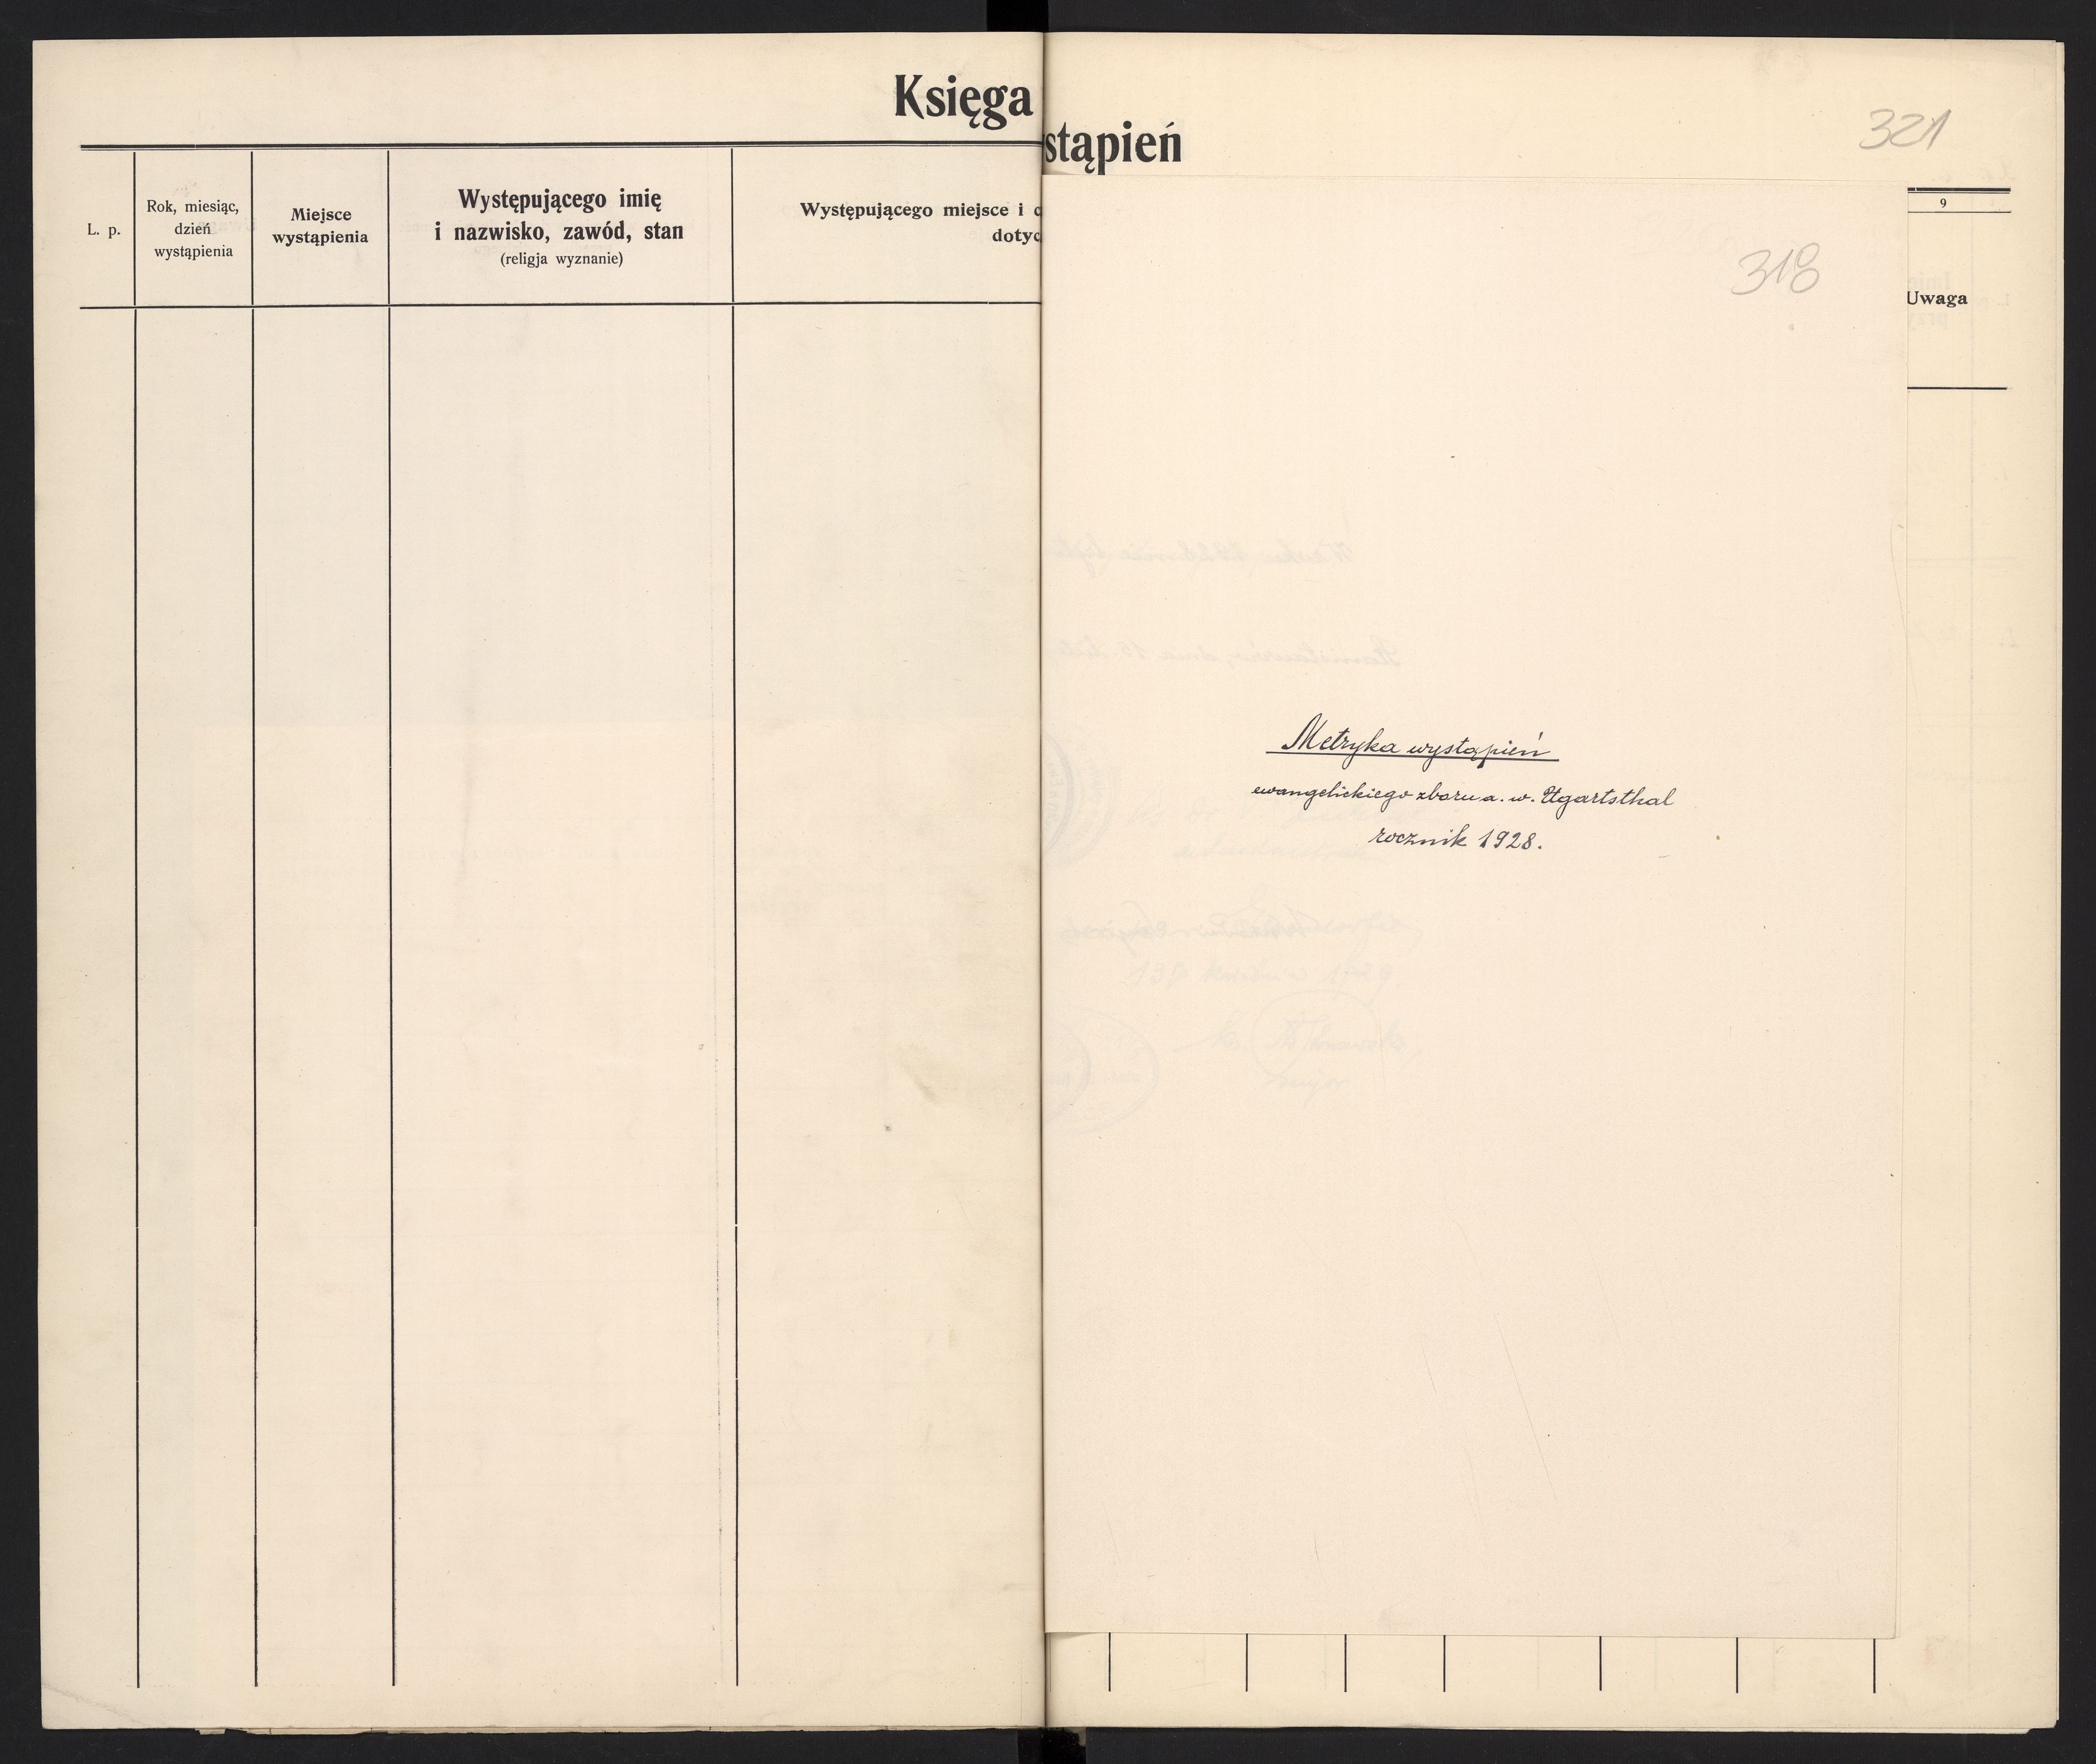 Księga
L. p.
Rok, miesiąc,
dzień
wystąpienia
Miejsce
wystąpienia
Występującego imię
i nazwisko, zawód, stan
(religja wyznanie)
Występującego miejsce i
dotyc
stąpień
321
9
Uwaga
318
Metryka wystąpień
ewangelickiego zboru a. w. Ugartsthal
rocznik 1928.